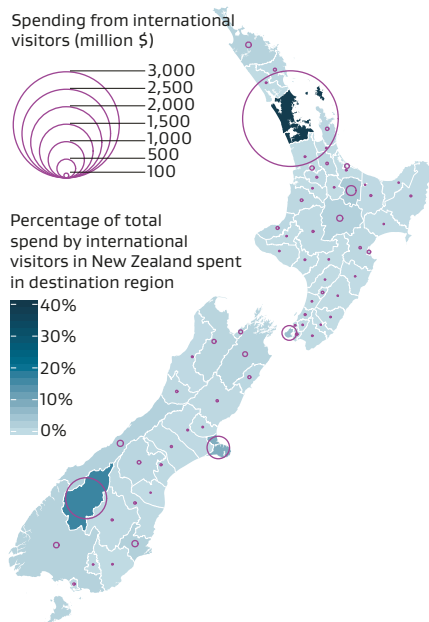 Spending from international
visitors (million $)
3,000
2,500
2,000
1,500
1,000
500
100
Percentage of total
spend by international
visitors in New Zealand spent
in destination region
40%
30%
20%
10%
0%